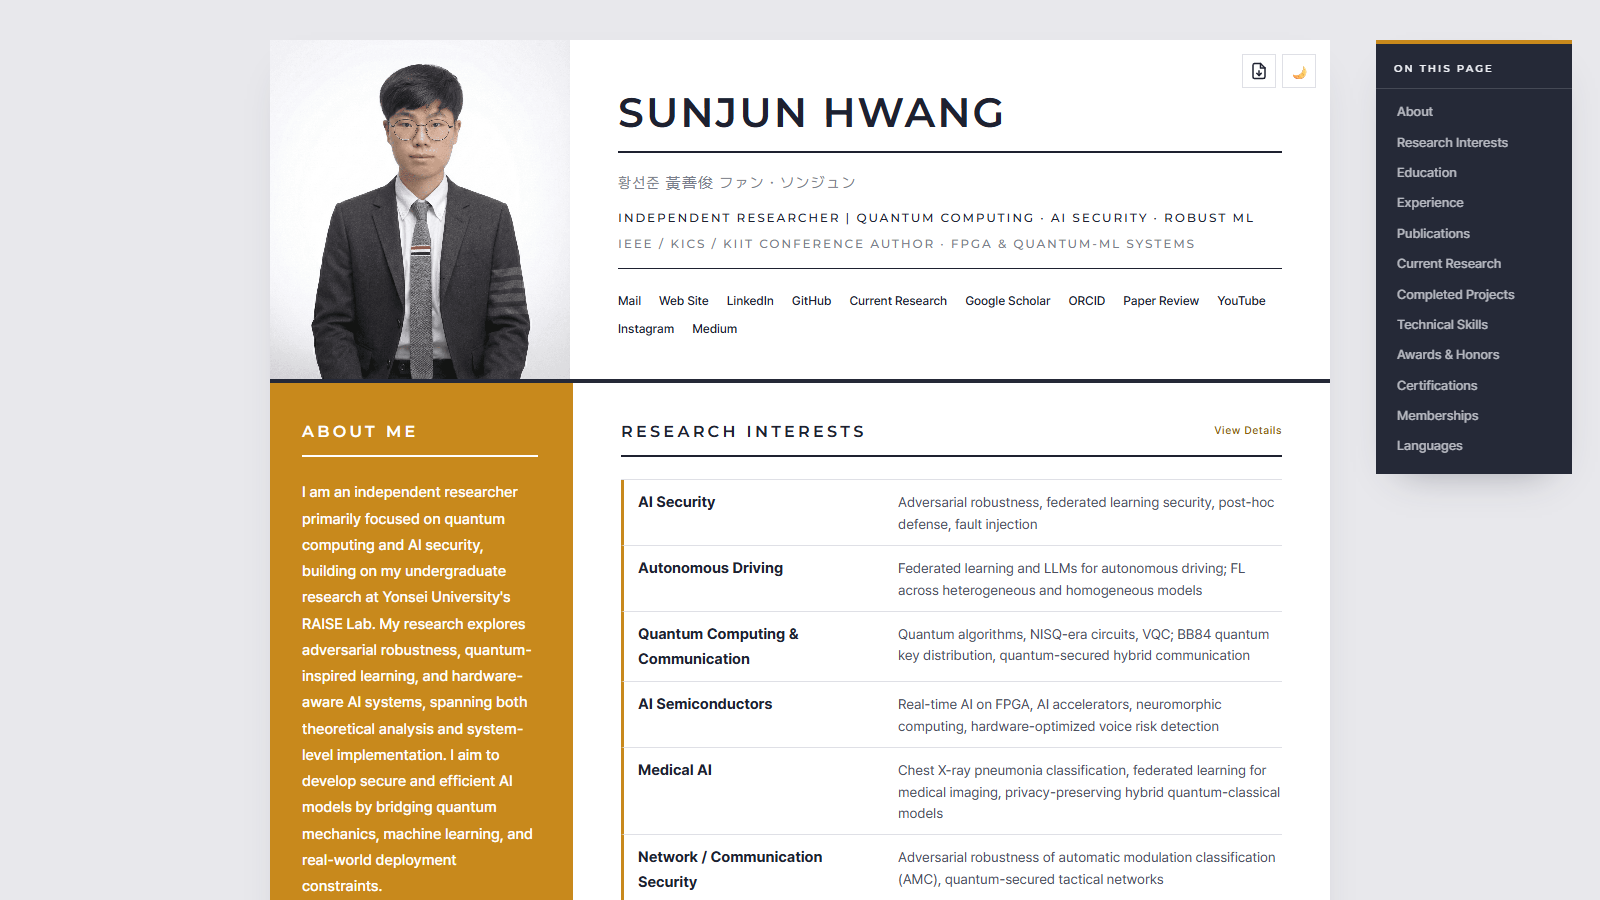 SUNJUN HWANG
황선준 黃善俊 ファン・ソンジュン
INDEPENDENT RESEARCHER | QUANTUM COMPUTING · AI SECURITY · ROBUST ML
IEEE / KICS / KIIT CONFERENCE AUTHOR · FPGA & QUANTUM-ML SYSTEMS
Mail Web Site LinkedIn GitHub Current Research Google Scholar ORCID Paper Review YouTube
Instagram Medium
ABOUT ME
I am an independent researcher
primarily focused on quantum
computing and AI security,
building on my undergraduate
research at Yonsei University's
RAISE Lab. My research explores
adversarial robustness, quantum-
inspired learning, and hardware-
aware AI systems, spanning both
theoretical analysis and system-
level implementation. I aim to
develop secure and efficient AI
models by bridging quantum
mechanics, machine learning, and
real-world deployment
constraints.
RESEARCH INTERESTS
View Details
AI Security
Adversarial robustness, federated learning security, post-hoc
defense, fault injection
Autonomous Driving
Federated learning and LLMs for autonomous driving; FL
across heterogeneous and homogeneous models
Quantum Computing &
Communication
Quantum algorithms, NISQ-era circuits, VQC; BB84 quantum
key distribution, quantum-secured hybrid communication
AI Semiconductors
Real-time AI on FPGA, AI accelerators, neuromorphic
computing, hardware-optimized voice risk detection
Medical AI
Chest X-ray pneumonia classification, federated learning for
medical imaging, privacy-preserving hybrid quantum-classical
models
Network / Communication
Security
Adversarial robustness of automatic modulation classification
(AMC), quantum-secured tactical networks
ON THIS PAGE
About
Research Interests
Education
Experience
Publications
Current Research
Completed Projects
Technical Skills
Awards & Honors
Certifications
Memberships
Languages